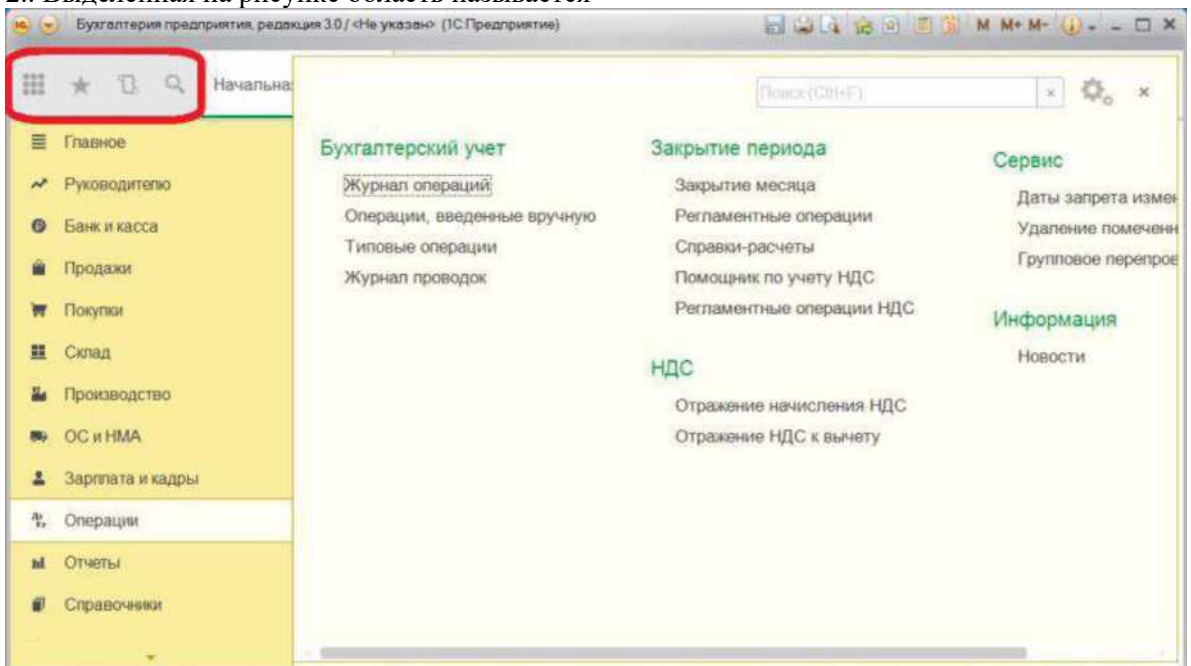 2.. Выделенная на рисунке область называется
Бухгалтерия предприятия, редакция 3.0 / <Не указан> (1С:Предприятие)
M M+ M-
Начальна
Поиск (Ctrl+F)
Главное
Руководителю
Банк и касса
Продажи
Покупки
Склад
Производство
ОС и НМА
Зарплата и кадры
Операции
Отчеты
Справочники
Бухгалтерский учет
Журнал операций
Операции, введенные вручную
Типовые операции
Журнал проводок
Закрытие периода
Закрытие месяца
Регламентные операции
Справки-расчеты
Помощник по учету НДС
Регламентные операции НДС
НДС
Отражение начисления НДС
Отражение НДС к вычету
Сервис
Даты запрета измен
Удаление помеченн
Групповое перепров
Информация
Новости